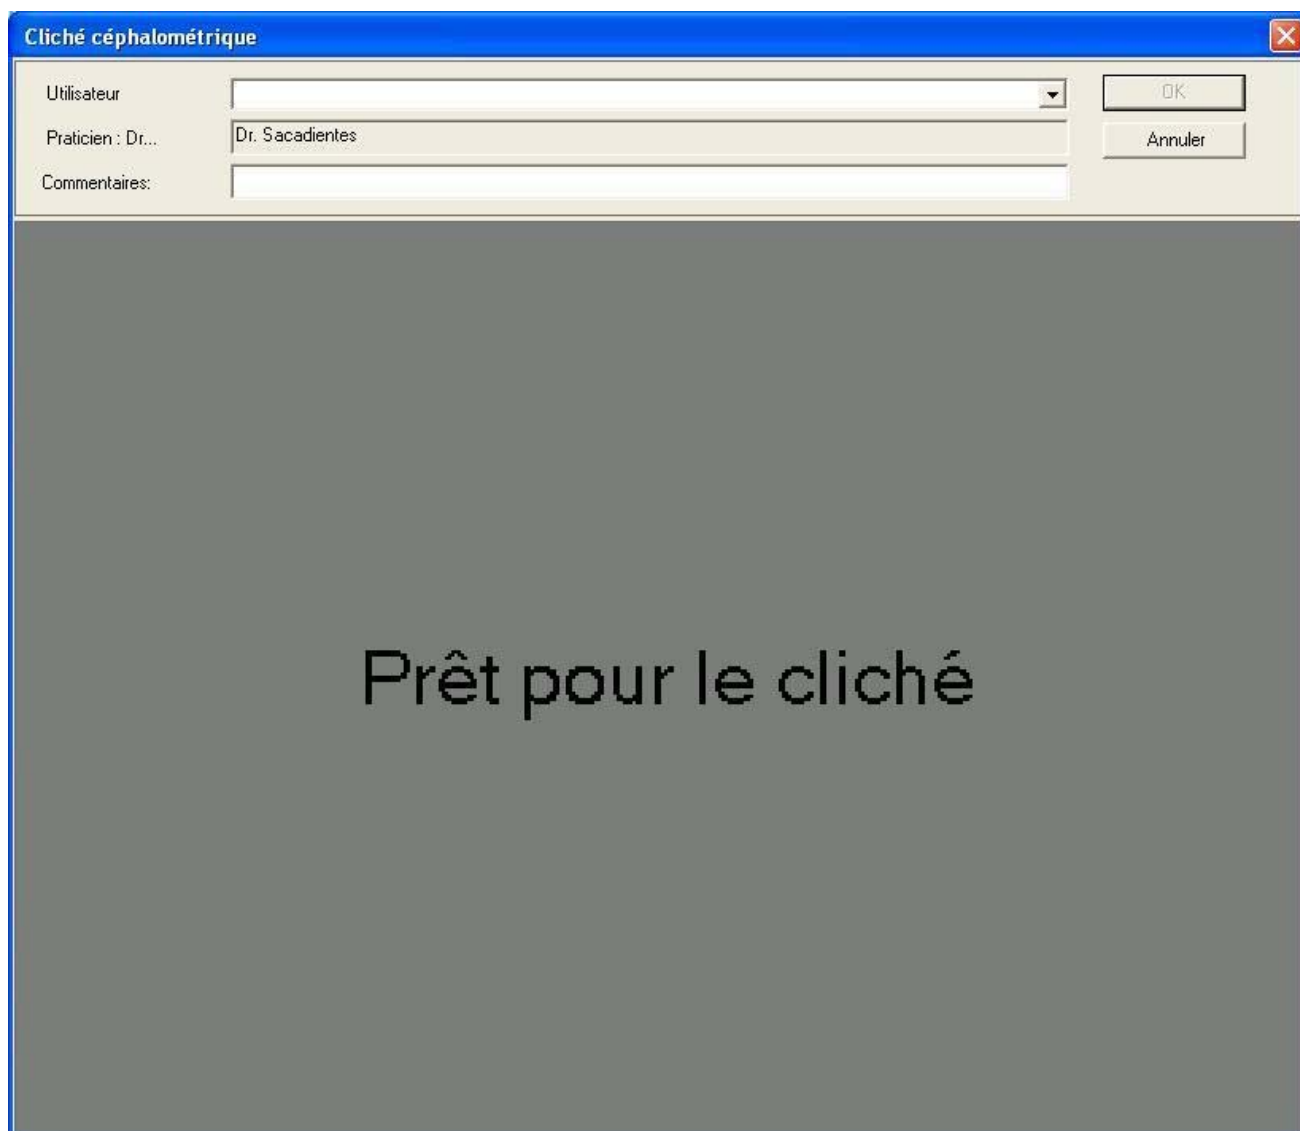 Cliché céphalométrique
Utilisateur
OK
Praticien : Dr...
Dr. Sacadientes
Annuler
Commentaires:
Prêt pour le cliché